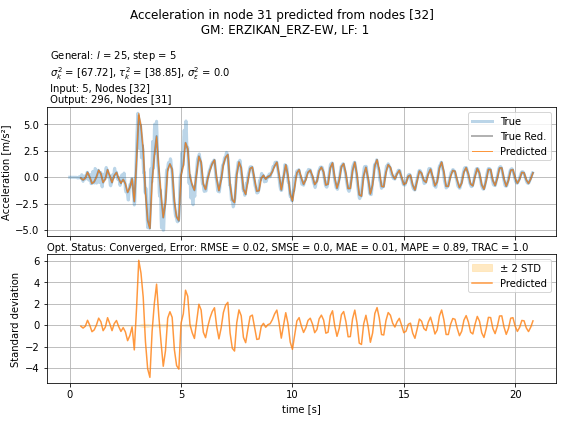 Acceleration in node 31 predicted from nodes [32]
GM: ERZIKAN_ERZ-EW, LF: 1
General: l = 25, step = 5
σ²ₖ = [67.72], τ²ₖ = [38.85], σ²ε = 0.0
Input: 5, Nodes [32]
Output: 296, Nodes [31]
Acceleration [m/s²]
5.0
2.5
0.0
−2.5
−5.0
True
True Red.
Predicted
Opt. Status: Converged, Error: RMSE = 0.02, SMSE = 0.0, MAE = 0.01, MAPE = 0.89, TRAC = 1.0
Standard deviation
6
4
2
0
−2
−4
± 2 STD
Predicted
0 5 10 15 20
time [s]